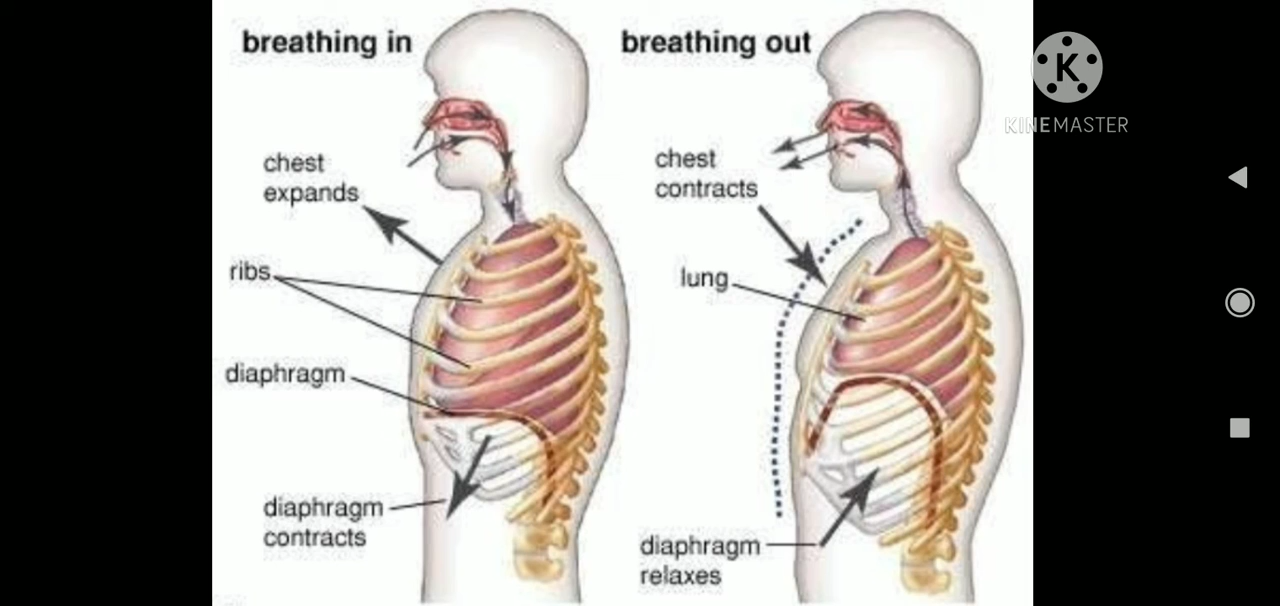 breathing in
chest
expands
ribs
diaphragm
diaphragm
contracts
breathing out
chest
contracts
lung
diaphragm
relaxes
K
KINEMASTER